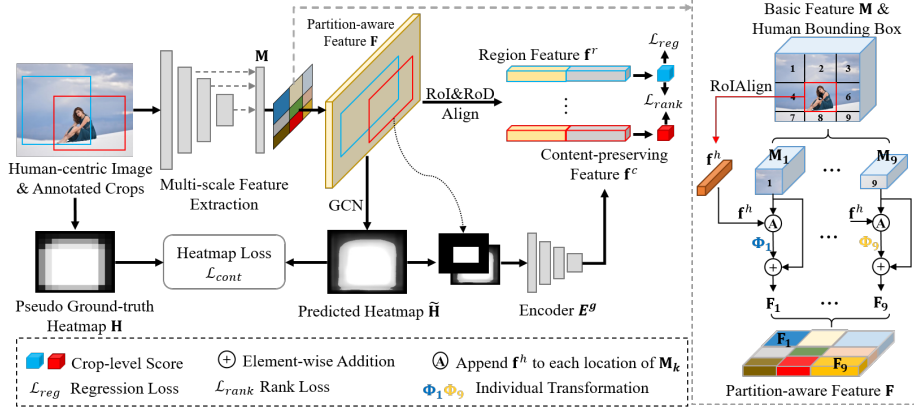 Human-centric Image
& Annotated Crops
Multi-scale Feature
Extraction
M
Partition-aware
Feature F
RoI&RoD
Align
Region Feature f^r
⋮
Content-preserving
Feature f^c
ℒ_reg
ℒ_rank
GCN
Pseudo Ground-truth
Heatmap H
Heatmap Loss
ℒ_cont
Predicted Heatmap H̃
Encoder E^g
Crop-level Score
+ Element-wise Addition
A Append f^h to each location of M_k
ℒ_reg Regression Loss
ℒ_rank Rank Loss
Φ_1 Φ_9 Individual Transformation
Basic Feature M &
Human Bounding Box
RoIAlign
1 2 3
4 6
7 8 9
f^h
M_1 ... M_9
1 9
f^h f^h
A A
Φ_1 ... Φ_9
+ +
F_1 ... F_9
F_1
F_9
Partition-aware Feature F